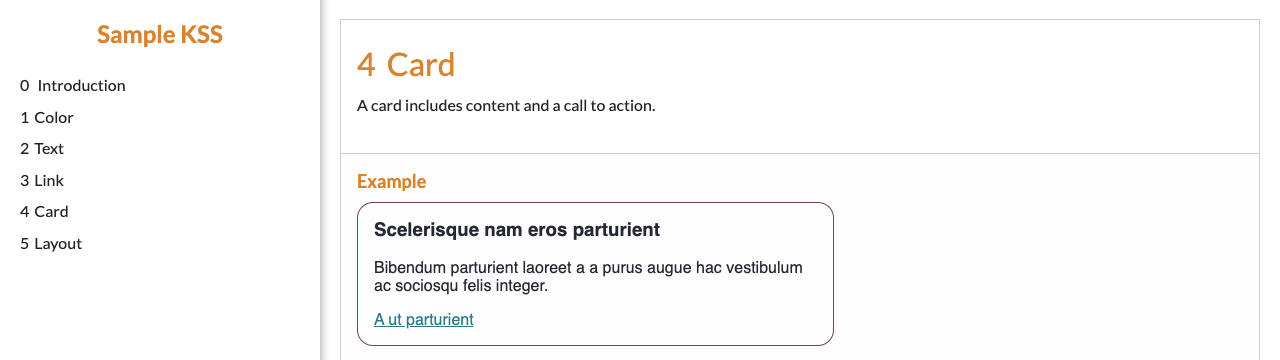 Sample KSS
0 Introduction
1 Color
2 Text
3 Link
4 Card
5 Layout
4 Card
A card includes content and a call to action.
Example
Scelerisque nam eros parturient
Bibendum parturient laoreet a a purus augue hac vestibulum
ac sociosqu felis integer.
A ut parturient